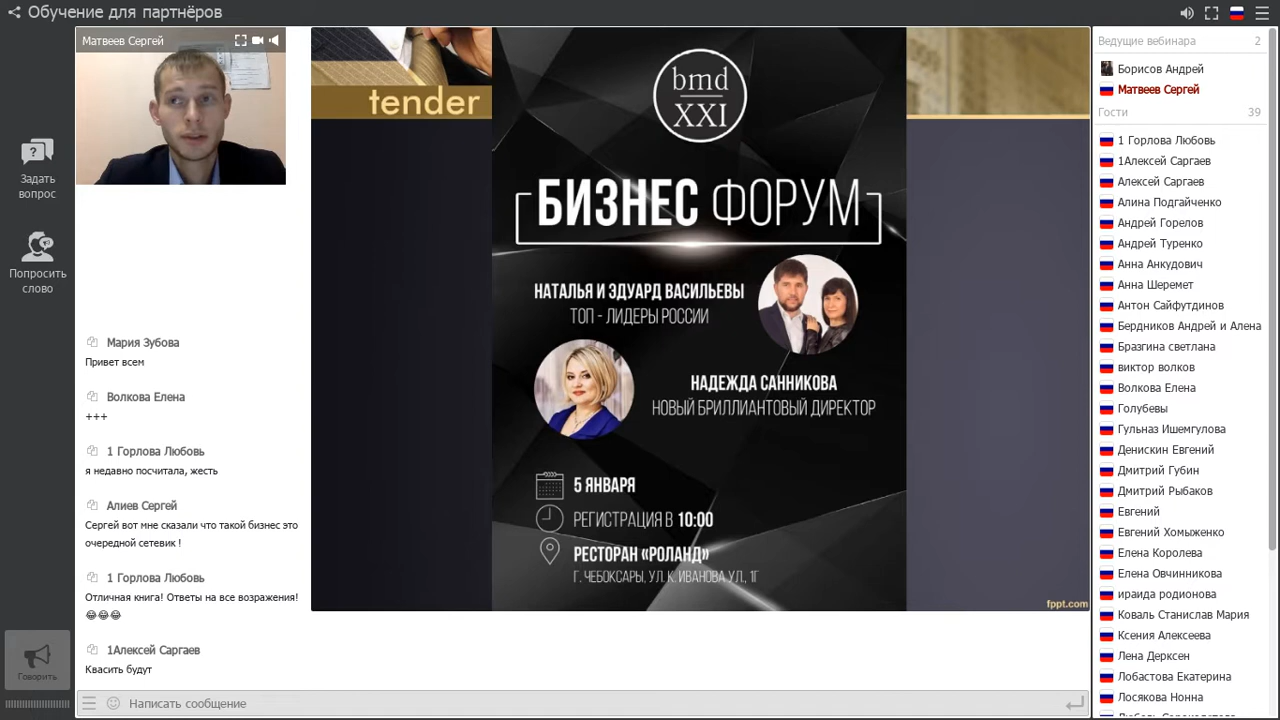 Обучение для партнёров
Матвеев Сергей
Задать
вопрос
Попросить
слово
Говорить
Мария Зубова
Привет всем
Волкова Елена
+++
1 Горлова Любовь
я недавно посчитала, жесть
Алиев Сергей
Сергей вот мне сказали что такой бизнес это
очередной сетевик !
1 Горлова Любовь
Отличная книга! Ответы на все возражения!
😂😂😂
1Алексей Саргаев
Квасить будут
Написать сообщение
tender
bmd
XXI
БИЗНЕС ФОРУМ
НАТАЛЬЯ И ЭДУАРД ВАСИЛЬЕВЫ
ТОП - ЛИДЕРЫ РОССИИ
НАДЕЖДА САННИКОВА
НОВЫЙ БРИЛЛИАНТОВЫЙ ДИРЕКТОР
5 ЯНВАРЯ
РЕГИСТРАЦИЯ В 10:00
РЕСТОРАН «РОЛАНД»
Г. ЧЕБОКСАРЫ, УЛ. К. ИВАНОВА УЛ., 1Г
fppt.com
Ведущие вебинара 2
Борисов Андрей
Матвеев Сергей
Гости 39
1 Горлова Любовь
1Алексей Саргаев
Алексей Саргаев
Алина Подгайченко
Андрей Горелов
Андрей Туренко
Анна Анкудович
Анна Шеремет
Антон Сайфутдинов
Бердников Андрей и Алена
Бразгина светлана
виктор волков
Волкова Елена
Голубевы
Гульназ Ишемгулова
Денискин Евгений
Дмитрий Губин
Дмитрий Рыбаков
Евгений
Евгений Хомыженко
Елена Королева
Елена Овчинникова
ираида родионова
Коваль Станислав Мария
Ксения Алексеева
Лена Дерксен
Лобастова Екатерина
Лосякова Нонна